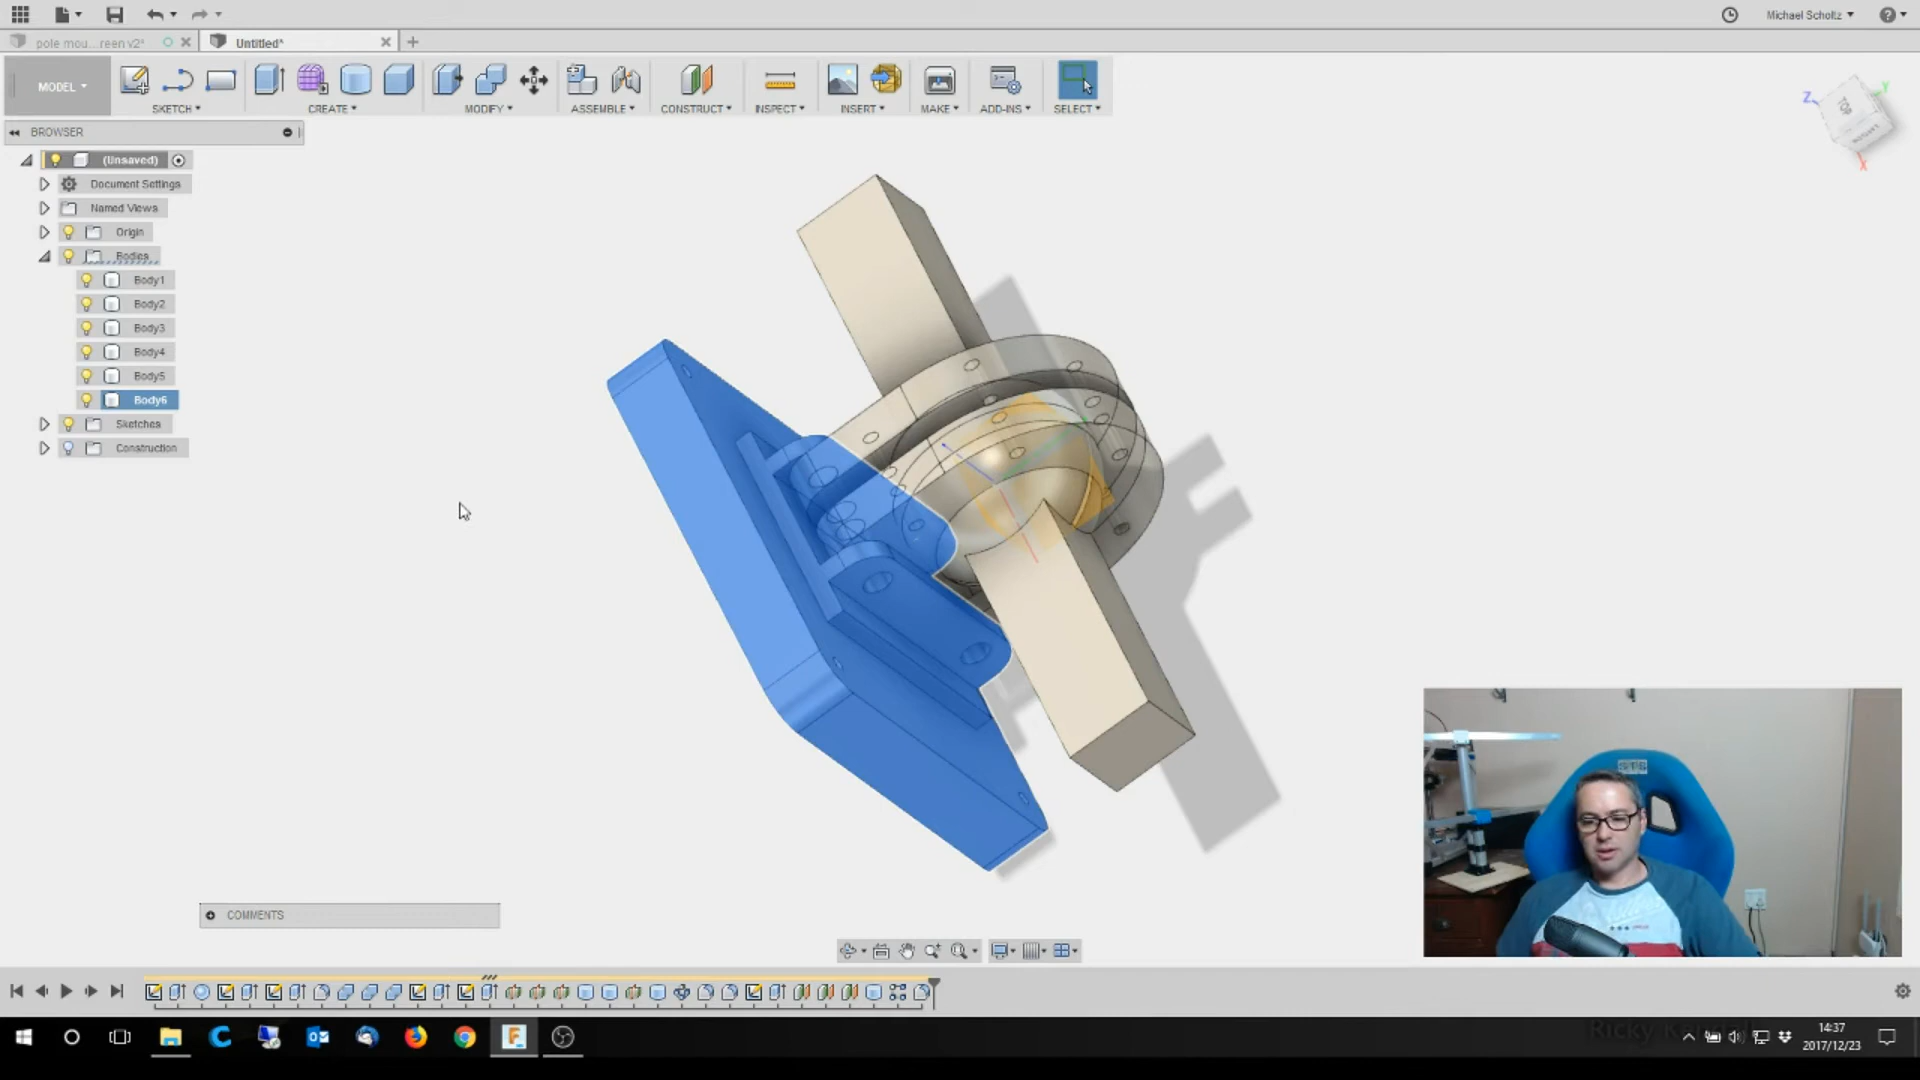 Michael Scholtz
pole mou...reen v2*
Untitled*
MODEL
SKETCH
CREATE
MODIFY
ASSEMBLE
CONSTRUCT
INSPECT
INSERT
MAKE
ADD-INS
SELECT
BROWSER
(Unsaved)
Document Settings
Named Views
Origin
Bodies
Body1
Body2
Body3
Body4
Body5
Body6
Sketches
Construction
TOP
Z
Y
X
COMMENTS
14:37
2017/12/23